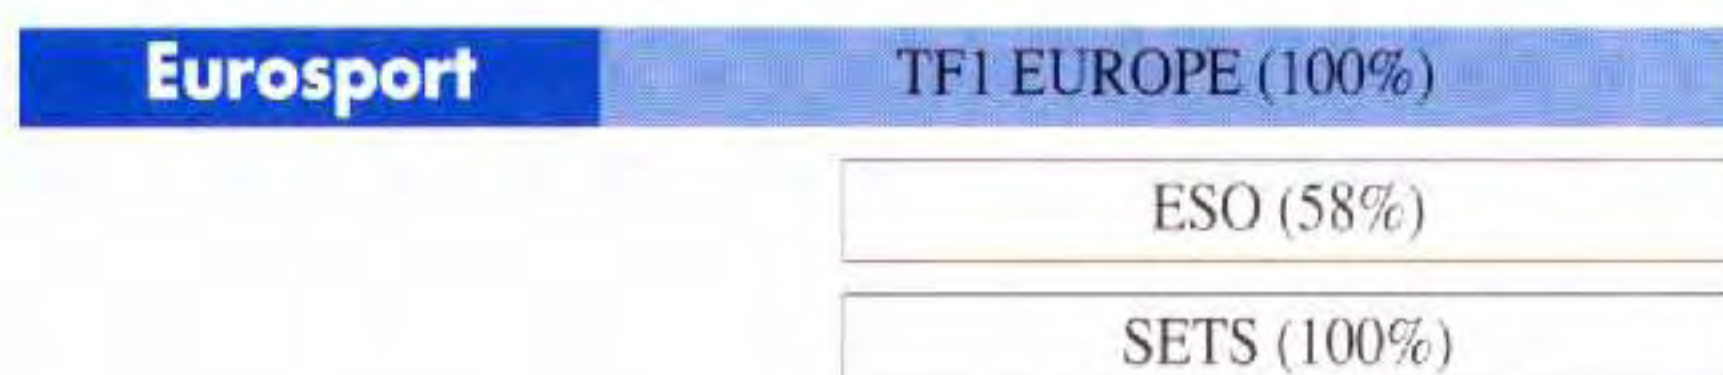 Eurosport TF1 EUROPE (100%)
ESO (58%)
SETS (100%)